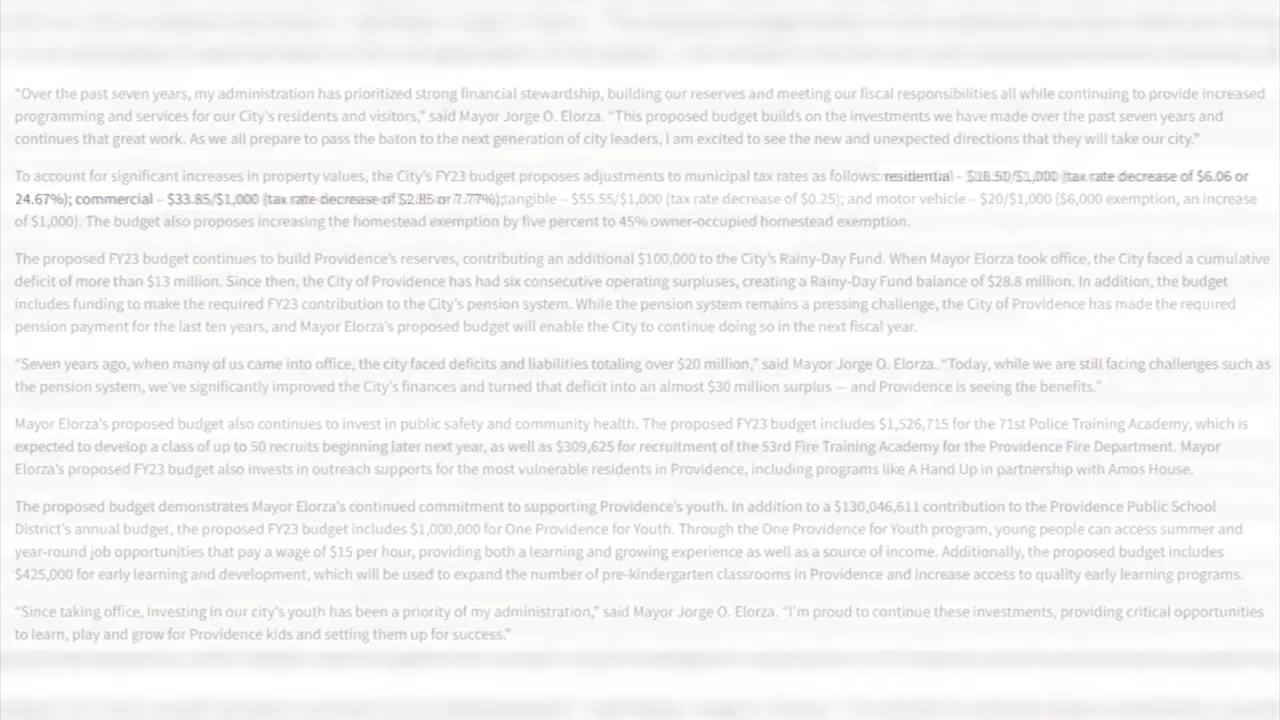 “Over the past seven years, my administration has prioritized strong financial stewardship, building our reserves and meeting our fiscal responsibilities all while continuing to provide increased
programming and services for our City’s residents and visitors,” said Mayor Jorge O. Elorza. “This proposed budget builds on the investments we have made over the past seven years and
continues that great work. As we all prepare to pass the baton to the next generation of city leaders, I am excited to see the new and unexpected directions that they will take our city.”
To account for significant increases in property values, the City’s FY23 budget proposes adjustments to municipal tax rates as follows: residential – $18.50/$1,000 (tax rate decrease of $6.06 or
24.67%); commercial – $33.85/$1,000 (tax rate decrease of $2.85 or 7.77%); tangible – $55.55/$1,000 (tax rate decrease of $0.25); and motor vehicle – $20/$1,000 ($6,000 exemption, an increase
of $1,000). The budget also proposes increasing the homestead exemption by five percent to 45% owner-occupied homestead exemption.
The proposed FY23 budget continues to build Providence’s reserves, contributing an additional $100,000 to the City’s Rainy-Day Fund. When Mayor Elorza took office, the City faced a cumulative
deficit of more than $13 million. Since then, the City of Providence has had six consecutive operating surpluses, creating a Rainy-Day Fund balance of $28.8 million. In addition, the budget
includes funding to make the required FY23 contribution to the City’s pension system. While the pension system remains a pressing challenge, the City of Providence has made the required
pension payment for the last ten years, and Mayor Elorza’s proposed budget will enable the City to continue doing so in the next fiscal year.
“Seven years ago, when many of us came into office, the city faced deficits and liabilities totaling over $20 million,” said Mayor Jorge O. Elorza. “Today, while we are still facing challenges such as
the pension system, we’ve significantly improved the City’s finances and turned that deficit into an almost $30 million surplus — and Providence is seeing the benefits.”
Mayor Elorza’s proposed budget also continues to invest in public safety and community health. The proposed FY23 budget includes $1,526,715 for the 71st Police Training Academy, which is
expected to develop a class of up to 50 recruits beginning later next year, as well as $309,625 for recruitment of the 53rd Fire Training Academy for the Providence Fire Department. Mayor
Elorza’s proposed FY23 budget also invests in outreach supports for the most vulnerable residents in Providence, including programs like A Hand Up in partnership with Amos House.
The proposed budget demonstrates Mayor Elorza’s continued commitment to supporting Providence’s youth. In addition to a $130,046,611 contribution to the Providence Public School
District’s annual budget, the proposed FY23 budget includes $1,000,000 for One Providence for Youth. Through the One Providence for Youth program, young people can access summer and
year-round job opportunities that pay a wage of $15 per hour, providing both a learning and growing experience as well as a source of income. Additionally, the proposed budget includes
$425,000 for early learning and development, which will be used to expand the number of pre-kindergarten classrooms in Providence and increase access to quality early learning programs.
“Since taking office, investing in our city’s youth has been a priority of my administration,” said Mayor Jorge O. Elorza. “I’m proud to continue these investments, providing critical opportunities
to learn, play and grow for Providence kids and setting them up for success.”